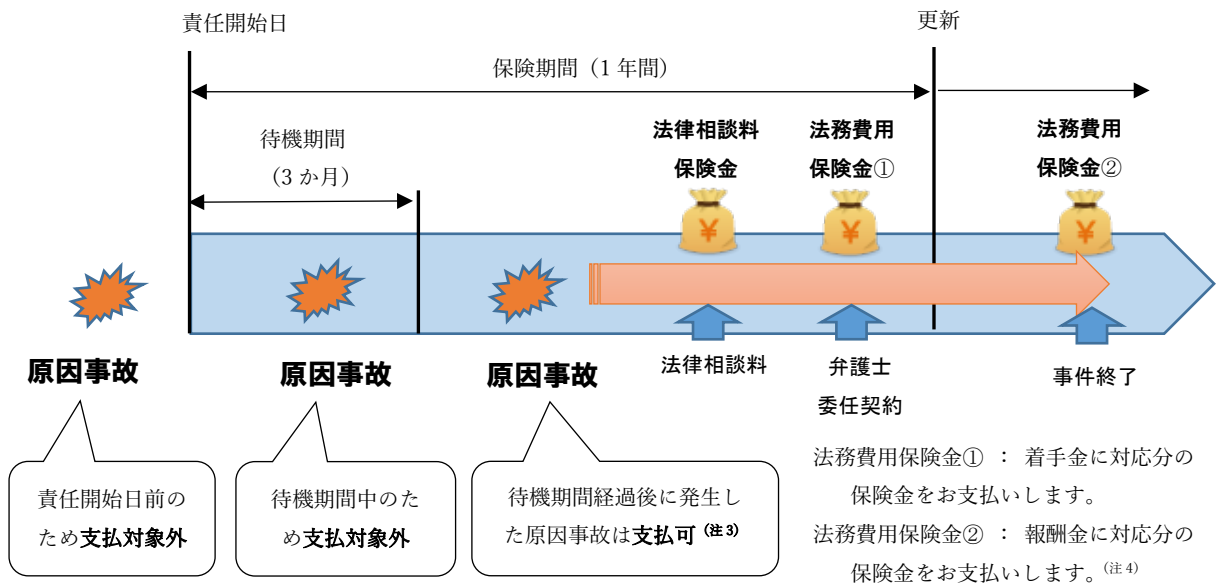 責任開始日
更新
保険期間（1 年間）
待機期間
（3 か月）
法律相談料
保険金
法務費用
保険金①
法務費用
保険金②
¥
¥
¥
原因事故
原因事故
原因事故
法律相談料
弁護士
委任契約
事件終了
責任開始日前の
ため支払対象外
待機期間中のた
め支払対象外
待機期間経過後に発生し
た原因事故は支払可（注 3）
法務費用保険金① ： 着手金に対応分の
保険金をお支払いします。
法務費用保険金② ： 報酬金に対応分の
保険金をお支払いします。（注 4）